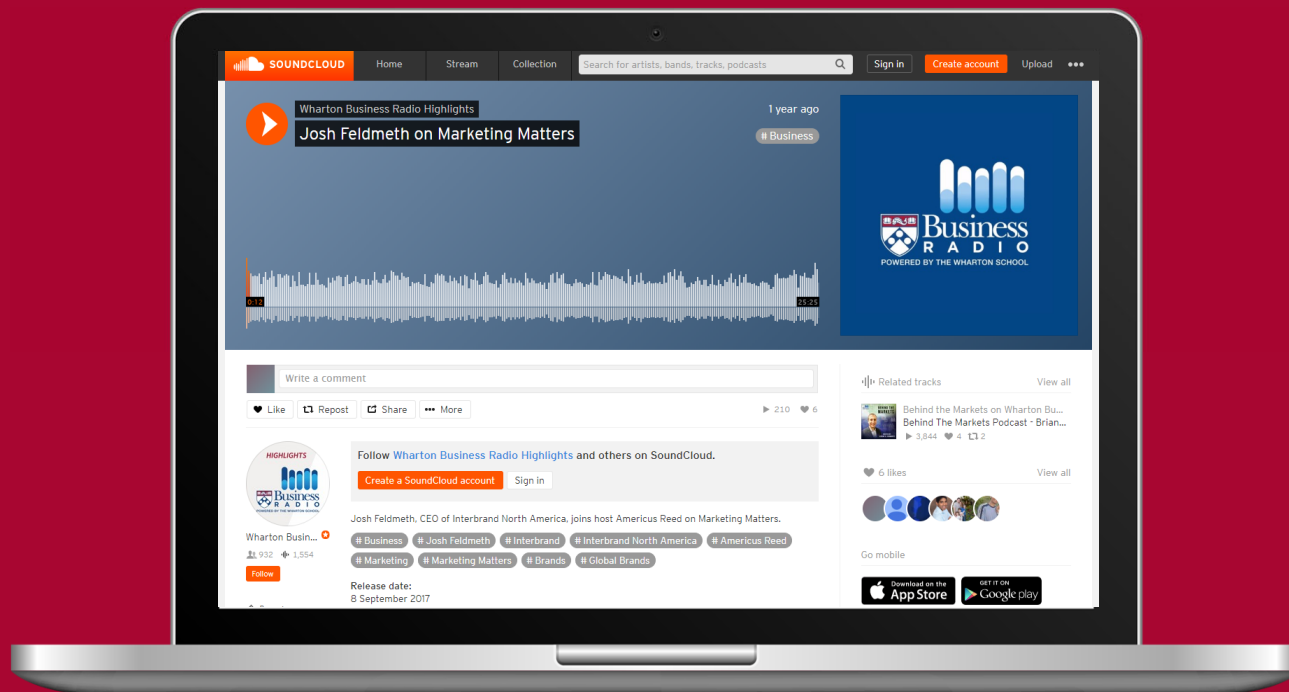 SOUNDCLOUD Home Stream Collection Search for artists, bands, tracks, podcasts Sign in Create account Upload
Wharton Business Radio Highlights
1 year ago
Josh Feldmeth on Marketing Matters
# Business
0:12
25:25
Business
RADIO
POWERED BY THE WHARTON SCHOOL
Write a comment
Like Repost Share More
210 6
HIGHLIGHTS
Business
RADIO
POWERED BY THE WHARTON SCHOOL
Wharton Busin...
932 1,554
Follow
Follow Wharton Business Radio Highlights and others on SoundCloud.
Create a SoundCloud account Sign in
Josh Feldmeth, CEO of Interbrand North America, joins host Americus Reed on Marketing Matters.
# Business # Josh Feldmeth # Interbrand # Interbrand North America # Americus Reed
# Marketing # Marketing Matters # Brands # Global Brands
Release date:
8 September 2017
Related tracks View all
Behind the Markets on Wharton Bu...
Behind The Markets Podcast - Brian...
3,844 4 2
6 likes View all
Go mobile
Download on the
App Store
GET IT ON
Google play